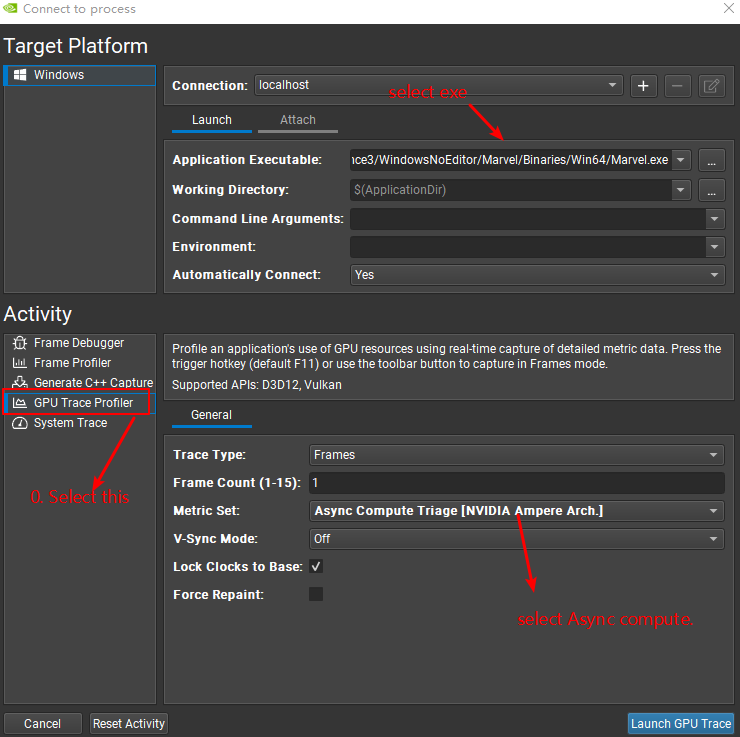 Connect to process
Target Platform
Windows
Connection: localhost
select exe
Launch Attach
Application Executable: nce3/WindowsNoEditor/Marvel/Binaries/Win64/Marvel.exe ...
Working Directory: $(ApplicationDir) ...
Command Line Arguments:
Environment:
Automatically Connect: Yes
Activity
Frame Debugger
Frame Profiler
Generate C++ Capture
GPU Trace Profiler
System Trace
0. Select this
Profile an application's use of GPU resources using real-time capture of detailed metric data. Press the
trigger hotkey (default F11) or use the toolbar button to capture in Frames mode.
Supported APIs: D3D12, Vulkan
General
Trace Type: Frames
Frame Count (1-15): 1
Metric Set: Async Compute Triage [NVIDIA Ampere Arch.]
V-Sync Mode: Off
Lock Clocks to Base:
Force Repaint:
select Async compute.
Cancel Reset Activity Launch GPU Trace